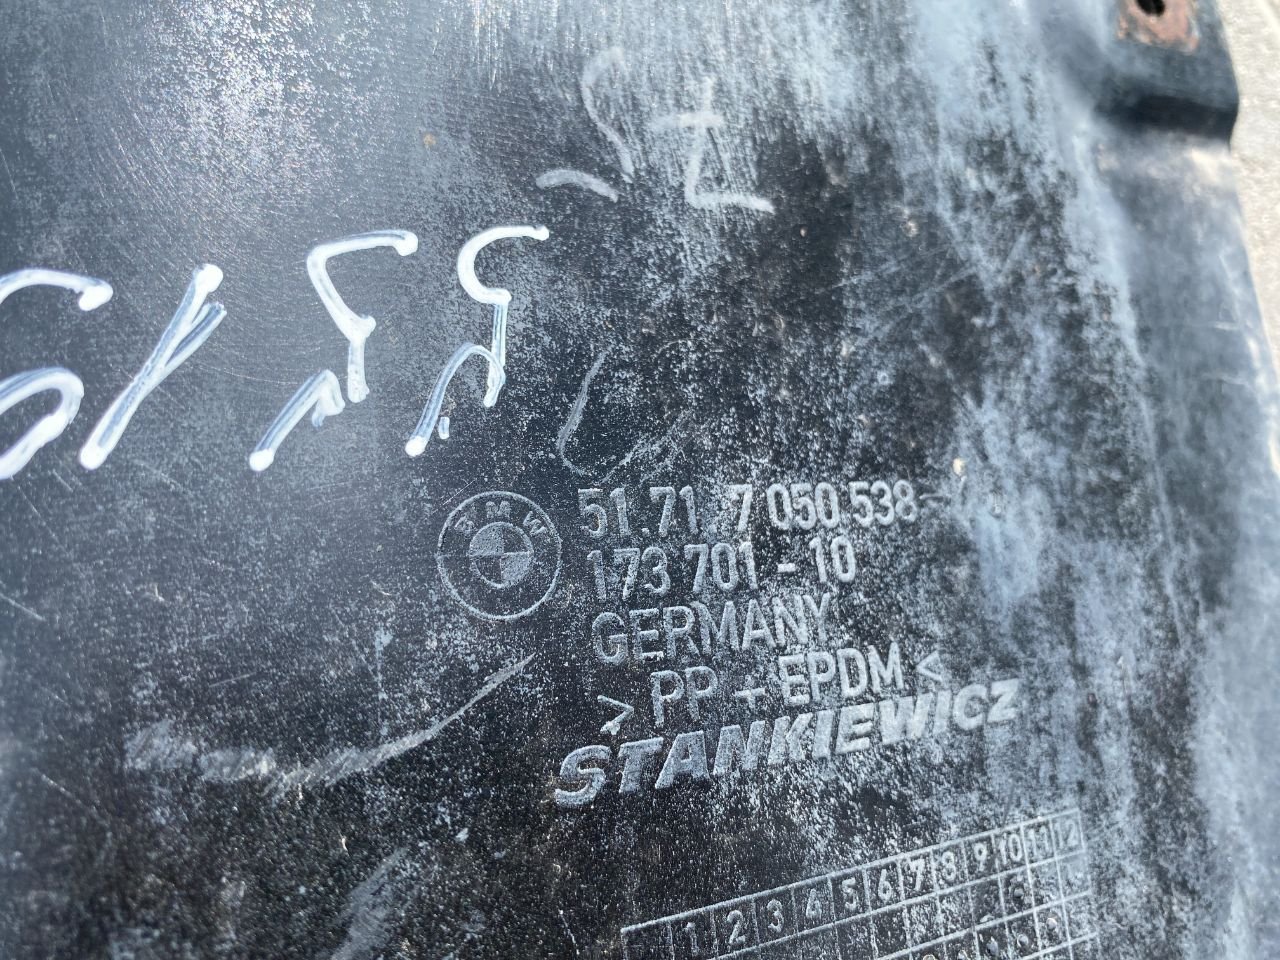 BMW
51.71 7 050 538
173 701 - 10
GERMANY
> PP + EPDM <
STANKIEWICZ
1 2 3 4 5 6 7 8 9 10 11 12